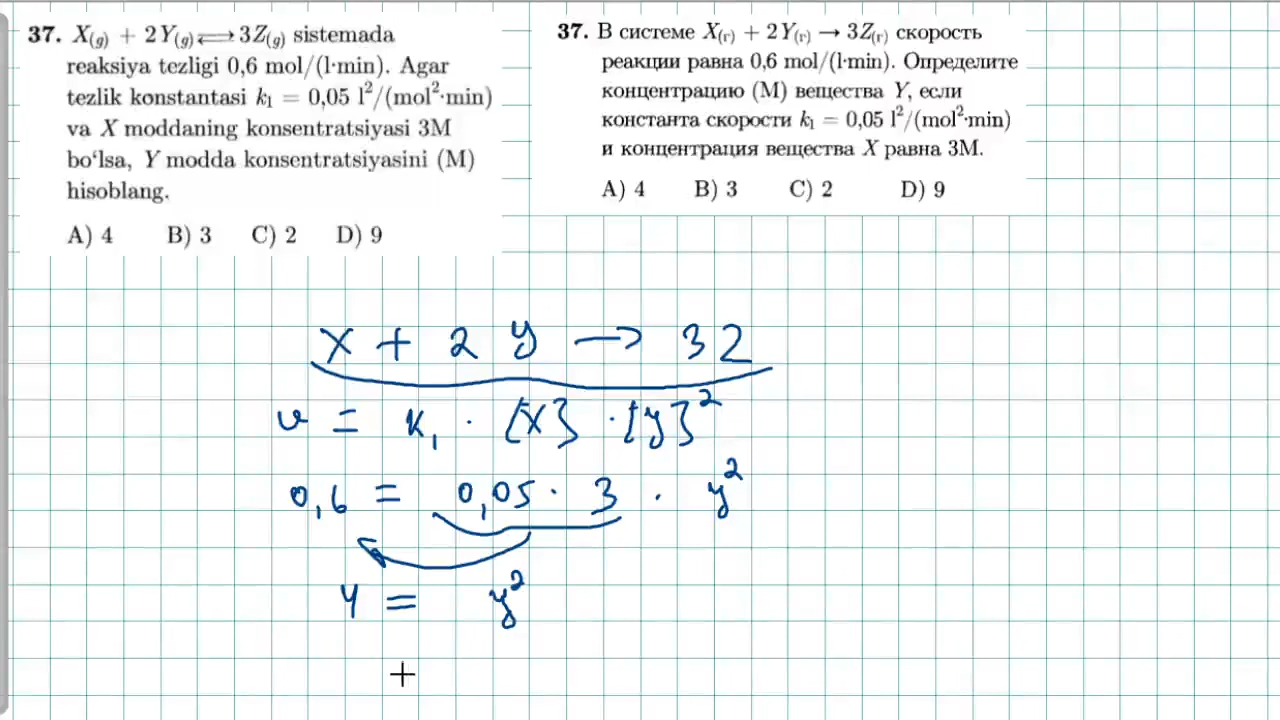 37. X(g) + 2Y(g) ⇌ 3Z(g) sistemada
reaksiya tezligi 0,6 mol/(l·min). Agar
tezlik konstantasi k₁ = 0,05 l²/(mol²·min)
va X moddaning konsentratsiyasi 3M
bo‘lsa, Y modda konsentratsiyasini (M)
hisoblang.
A) 4 B) 3 C) 2 D) 9
37. В системе X(г) + 2Y(г) → 3Z(г) скорость
реакции равна 0,6 mol/(l·min). Определите
концентрацию (М) вещества Y, если
константа скорости k₁ = 0,05 l²/(mol²·min)
и концентрация вещества X равна 3М.
A) 4 B) 3 C) 2 D) 9
X + 2 y → 3Z
v = K₁ · [X] · [y]²
0,6 = 0,05 · 3 · y²
4 = y²